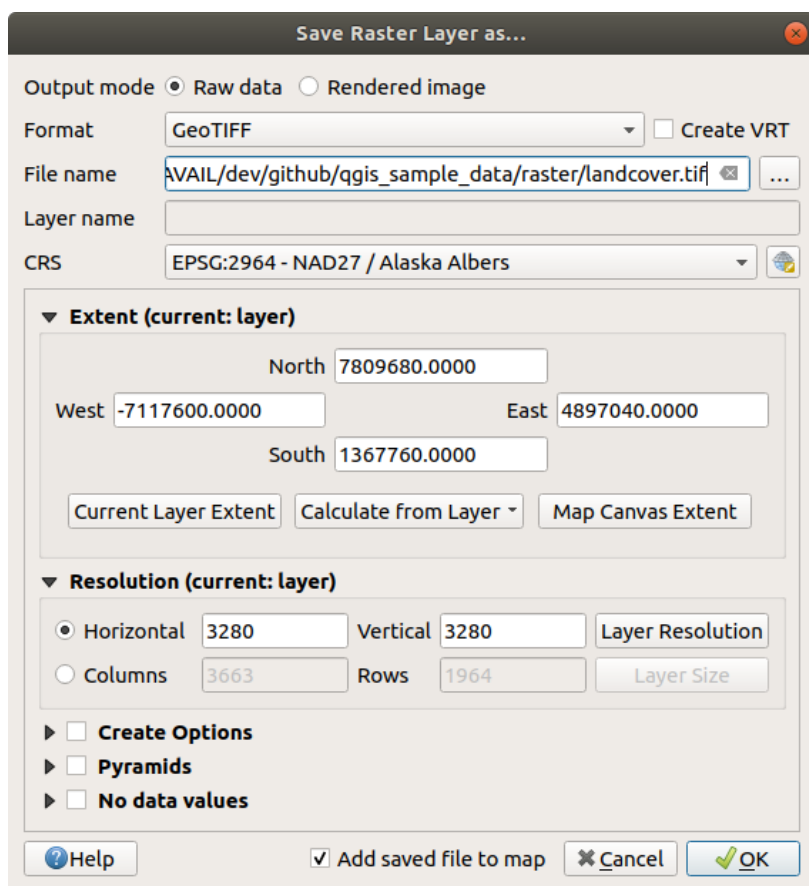 Save Raster Layer as...
Output mode Raw data Rendered image
Format GeoTIFF Create VRT
File name AVAIL/dev/github/qgis_sample_data/raster/landcover.tif ...
Layer name
CRS EPSG:2964 - NAD27 / Alaska Albers
Extent (current: layer)
North 7809680.0000
West -7117600.0000 East 4897040.0000
South 1367760.0000
Current Layer Extent Calculate from Layer Map Canvas Extent
Resolution (current: layer)
Horizontal 3280 Vertical 3280 Layer Resolution
Columns 3663 Rows 1964 Layer Size
Create Options
Pyramids
No data values
Help Add saved file to map Cancel OK